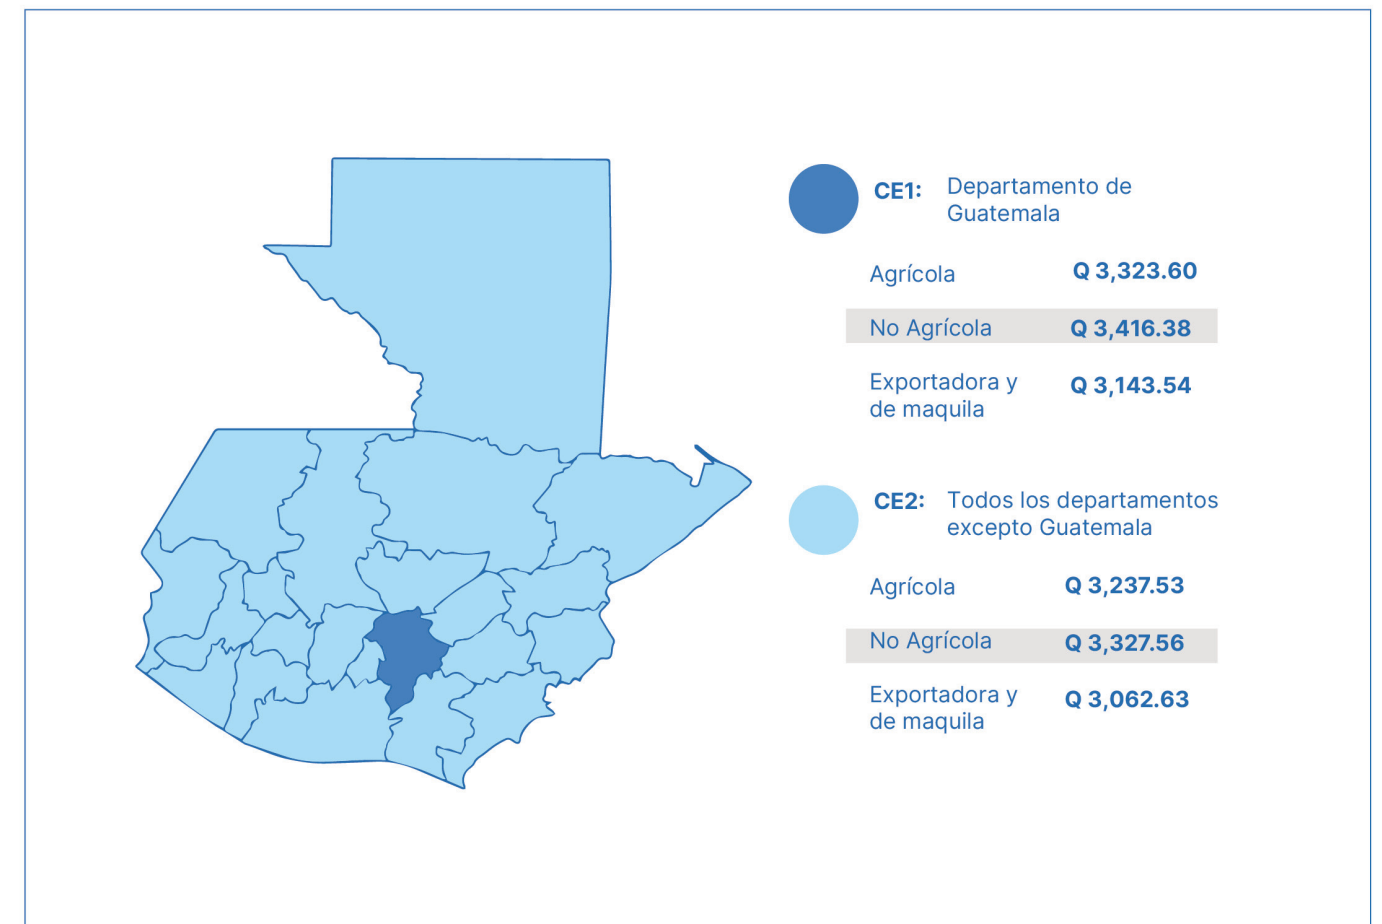 CE1: Departamento de
Guatemala
Agrícola Q 3,323.60
No Agrícola Q 3,416.38
Exportadora y
de maquila Q 3,143.54
CE2: Todos los departamentos
excepto Guatemala
Agrícola Q 3,237.53
No Agrícola Q 3,327.56
Exportadora y
de maquila Q 3,062.63